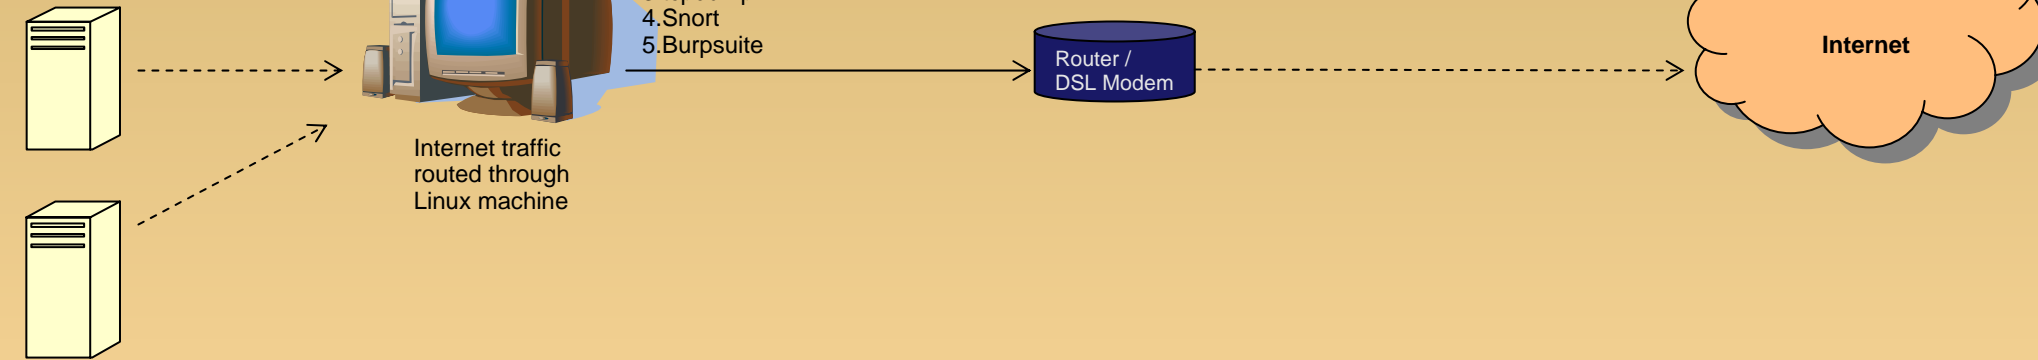 4.Snort
5.Burpsuite
Router /
DSL Modem
Internet
Internet traffic
routed through
Linux machine